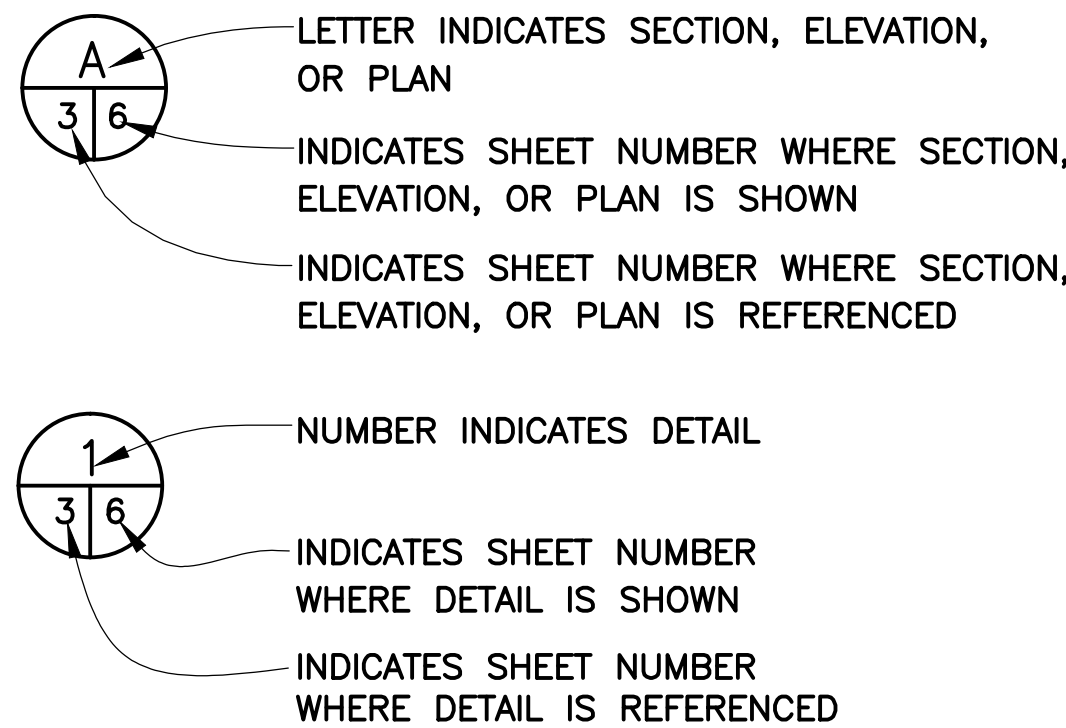 A
3 6
LETTER INDICATES SECTION, ELEVATION,
OR PLAN
INDICATES SHEET NUMBER WHERE SECTION,
ELEVATION, OR PLAN IS SHOWN
INDICATES SHEET NUMBER WHERE SECTION,
ELEVATION, OR PLAN IS REFERENCED
1
3 6
NUMBER INDICATES DETAIL
INDICATES SHEET NUMBER
WHERE DETAIL IS SHOWN
INDICATES SHEET NUMBER
WHERE DETAIL IS REFERENCED